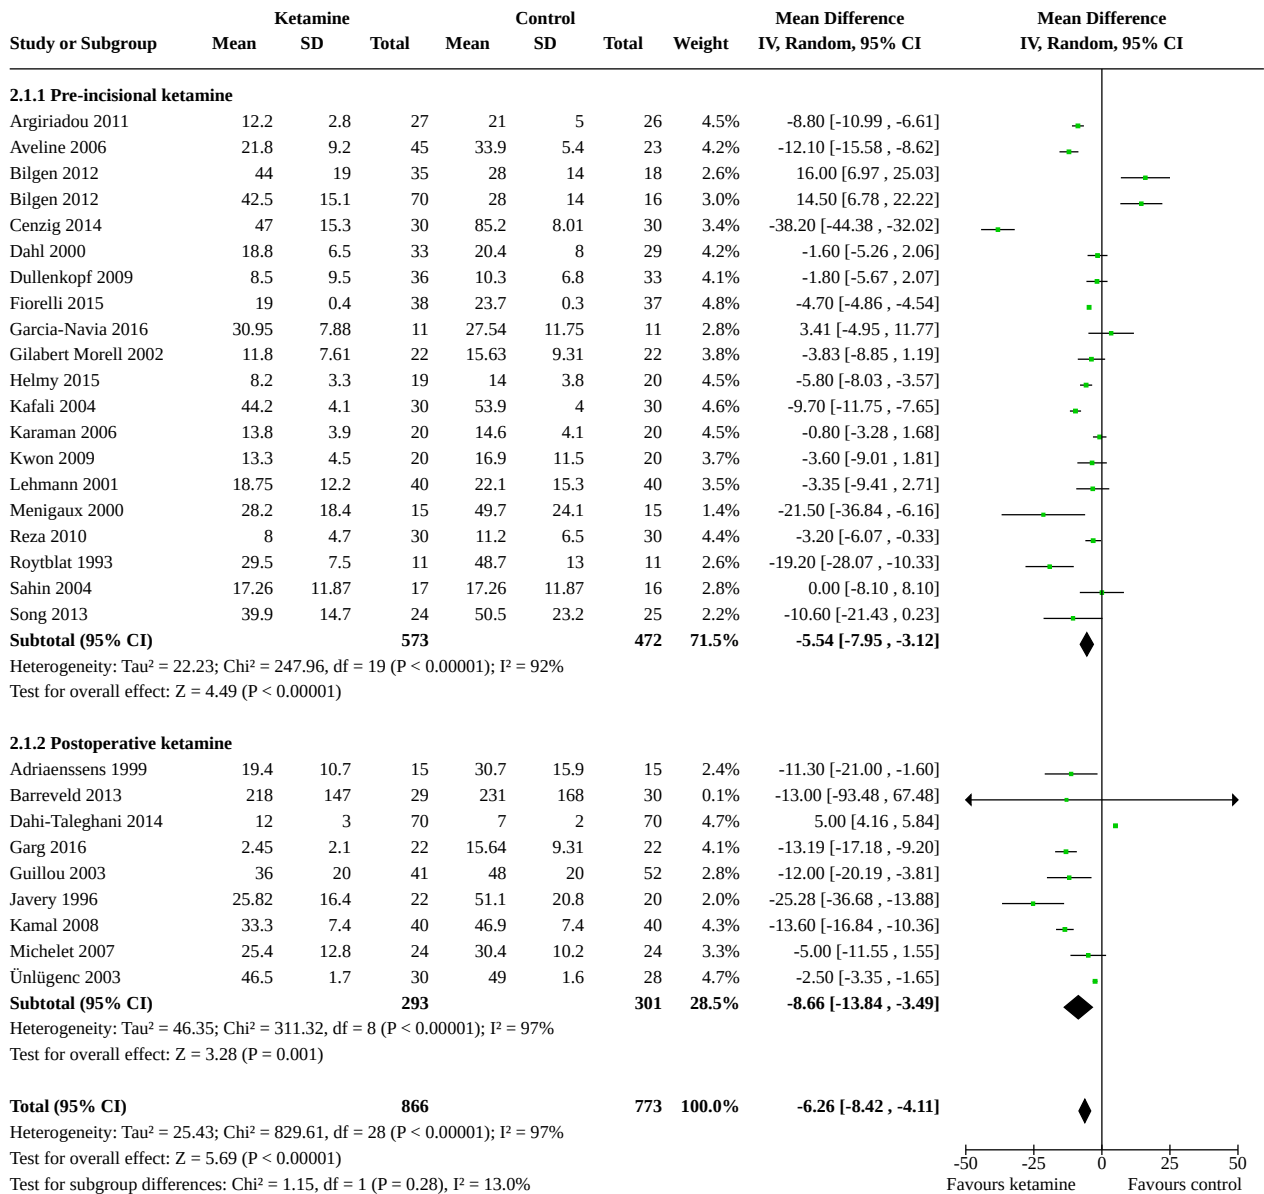 Ketamine Control Mean Difference Mean Difference
Study or Subgroup Mean SD Total Mean SD Total Weight IV, Random, 95% CI IV, Random, 95% CI
2.1.1 Pre-incisional ketamine
Argiriadou 2011 12.2 2.8 27 21 5 26 4.5% -8.80 [-10.99 , -6.61]
Aveline 2006 21.8 9.2 45 33.9 5.4 23 4.2% -12.10 [-15.58 , -8.62]
Bilgen 2012 44 19 35 28 14 18 2.6% 16.00 [6.97 , 25.03]
Bilgen 2012 42.5 15.1 70 28 14 16 3.0% 14.50 [6.78 , 22.22]
Cenzig 2014 47 15.3 30 85.2 8.01 30 3.4% -38.20 [-44.38 , -32.02]
Dahl 2000 18.8 6.5 33 20.4 8 29 4.2% -1.60 [-5.26 , 2.06]
Dullenkopf 2009 8.5 9.5 36 10.3 6.8 33 4.1% -1.80 [-5.67 , 2.07]
Fiorelli 2015 19 0.4 38 23.7 0.3 37 4.8% -4.70 [-4.86 , -4.54]
Garcia-Navia 2016 30.95 7.88 11 27.54 11.75 11 2.8% 3.41 [-4.95 , 11.77]
Gilabert Morell 2002 11.8 7.61 22 15.63 9.31 22 3.8% -3.83 [-8.85 , 1.19]
Helmy 2015 8.2 3.3 19 14 3.8 20 4.5% -5.80 [-8.03 , -3.57]
Kafali 2004 44.2 4.1 30 53.9 4 30 4.6% -9.70 [-11.75 , -7.65]
Karaman 2006 13.8 3.9 20 14.6 4.1 20 4.5% -0.80 [-3.28 , 1.68]
Kwon 2009 13.3 4.5 20 16.9 11.5 20 3.7% -3.60 [-9.01 , 1.81]
Lehmann 2001 18.75 12.2 40 22.1 15.3 40 3.5% -3.35 [-9.41 , 2.71]
Menigaux 2000 28.2 18.4 15 49.7 24.1 15 1.4% -21.50 [-36.84 , -6.16]
Reza 2010 8 4.7 30 11.2 6.5 30 4.4% -3.20 [-6.07 , -0.33]
Roytblat 1993 29.5 7.5 11 48.7 13 11 2.6% -19.20 [-28.07 , -10.33]
Sahin 2004 17.26 11.87 17 17.26 11.87 16 2.8% 0.00 [-8.10 , 8.10]
Song 2013 39.9 14.7 24 50.5 23.2 25 2.2% -10.60 [-21.43 , 0.23]
Subtotal (95% CI) 573 472 71.5% -5.54 [-7.95 , -3.12]
Heterogeneity: Tau² = 22.23; Chi² = 247.96, df = 19 (P < 0.00001); I² = 92%
Test for overall effect: Z = 4.49 (P < 0.00001)
2.1.2 Postoperative ketamine
Adriaenssens 1999 19.4 10.7 15 30.7 15.9 15 2.4% -11.30 [-21.00 , -1.60]
Barreveld 2013 218 147 29 231 168 30 0.1% -13.00 [-93.48 , 67.48]
Dahi-Taleghani 2014 12 3 70 7 2 70 4.7% 5.00 [4.16 , 5.84]
Garg 2016 2.45 2.1 22 15.64 9.31 22 4.1% -13.19 [-17.18 , -9.20]
Guillou 2003 36 20 41 48 20 52 2.8% -12.00 [-20.19 , -3.81]
Javery 1996 25.82 16.4 22 51.1 20.8 20 2.0% -25.28 [-36.68 , -13.88]
Kamal 2008 33.3 7.4 40 46.9 7.4 40 4.3% -13.60 [-16.84 , -10.36]
Michelet 2007 25.4 12.8 24 30.4 10.2 24 3.3% -5.00 [-11.55 , 1.55]
Ünlügenc 2003 46.5 1.7 30 49 1.6 28 4.7% -2.50 [-3.35 , -1.65]
Subtotal (95% CI) 293 301 28.5% -8.66 [-13.84 , -3.49]
Heterogeneity: Tau² = 46.35; Chi² = 311.32, df = 8 (P < 0.00001); I² = 97%
Test for overall effect: Z = 3.28 (P = 0.001)
Total (95% CI) 866 773 100.0% -6.26 [-8.42 , -4.11]
Heterogeneity: Tau² = 25.43; Chi² = 829.61, df = 28 (P < 0.00001); I² = 97%
Test for overall effect: Z = 5.69 (P < 0.00001)
Test for subgroup differences: Chi² = 1.15, df = 1 (P = 0.28), I² = 13.0%
-50 -25 0 25 50
Favours ketamine Favours control